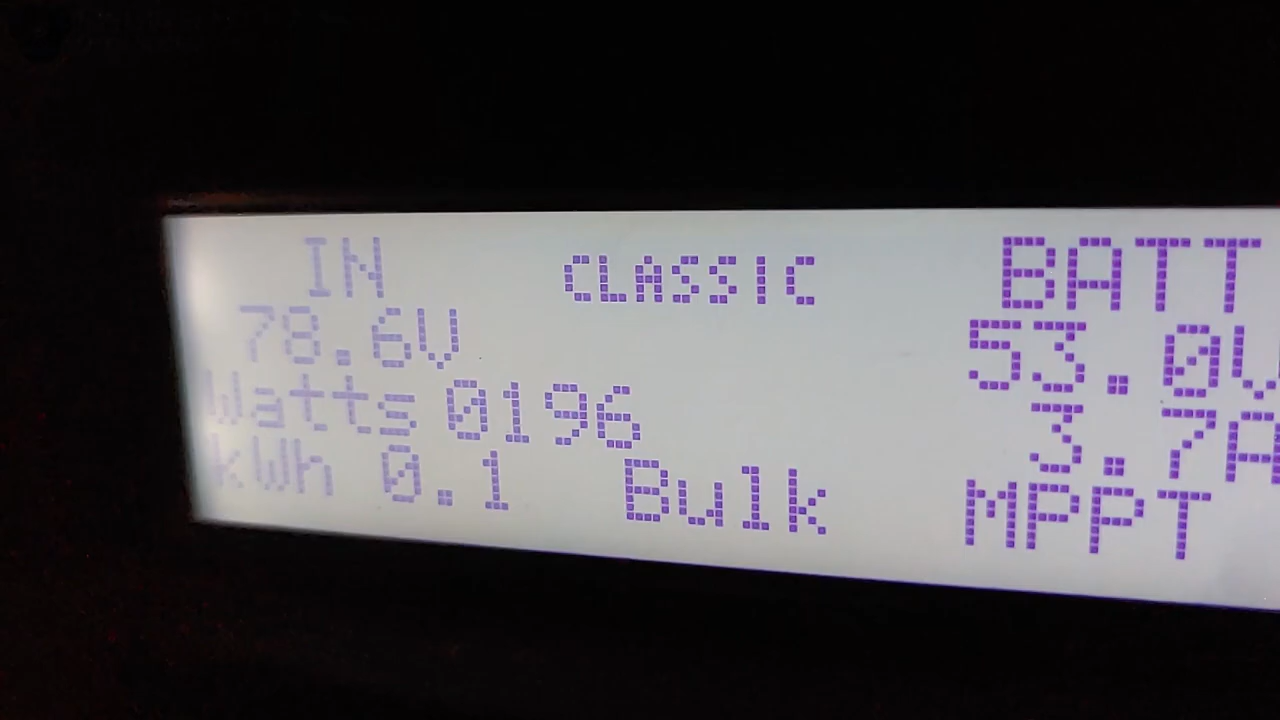 IN CLASSIC BATT
78.6V 53.0V
Watts 0196 3.7A
kWh 0.1 Bulk MPPT